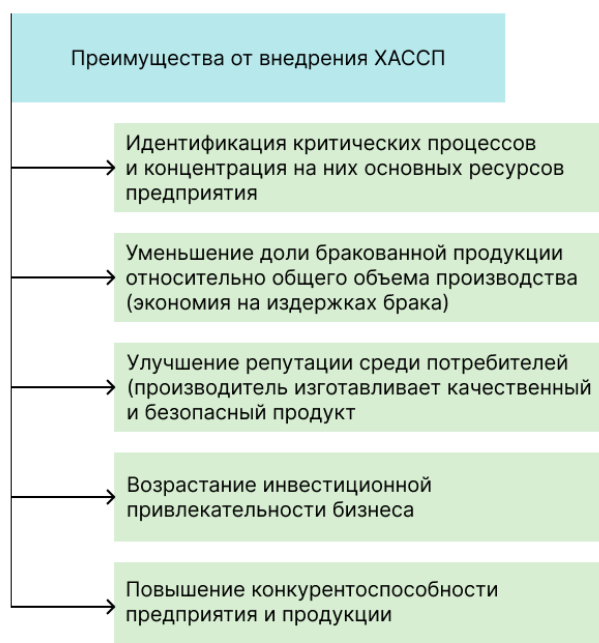 Преимущества от внедрения ХАССП
Идентификация критических процессов
и концентрация на них основных ресурсов
предприятия
Уменьшение доли бракованной продукции
относительно общего объема производства
(экономия на издержках брака)
Улучшение репутации среди потребителей
(производитель изготавливает качественный
и безопасный продукт
Возрастание инвестиционной
привлекательности бизнеса
Повышение конкурентоспособности
предприятия и продукции